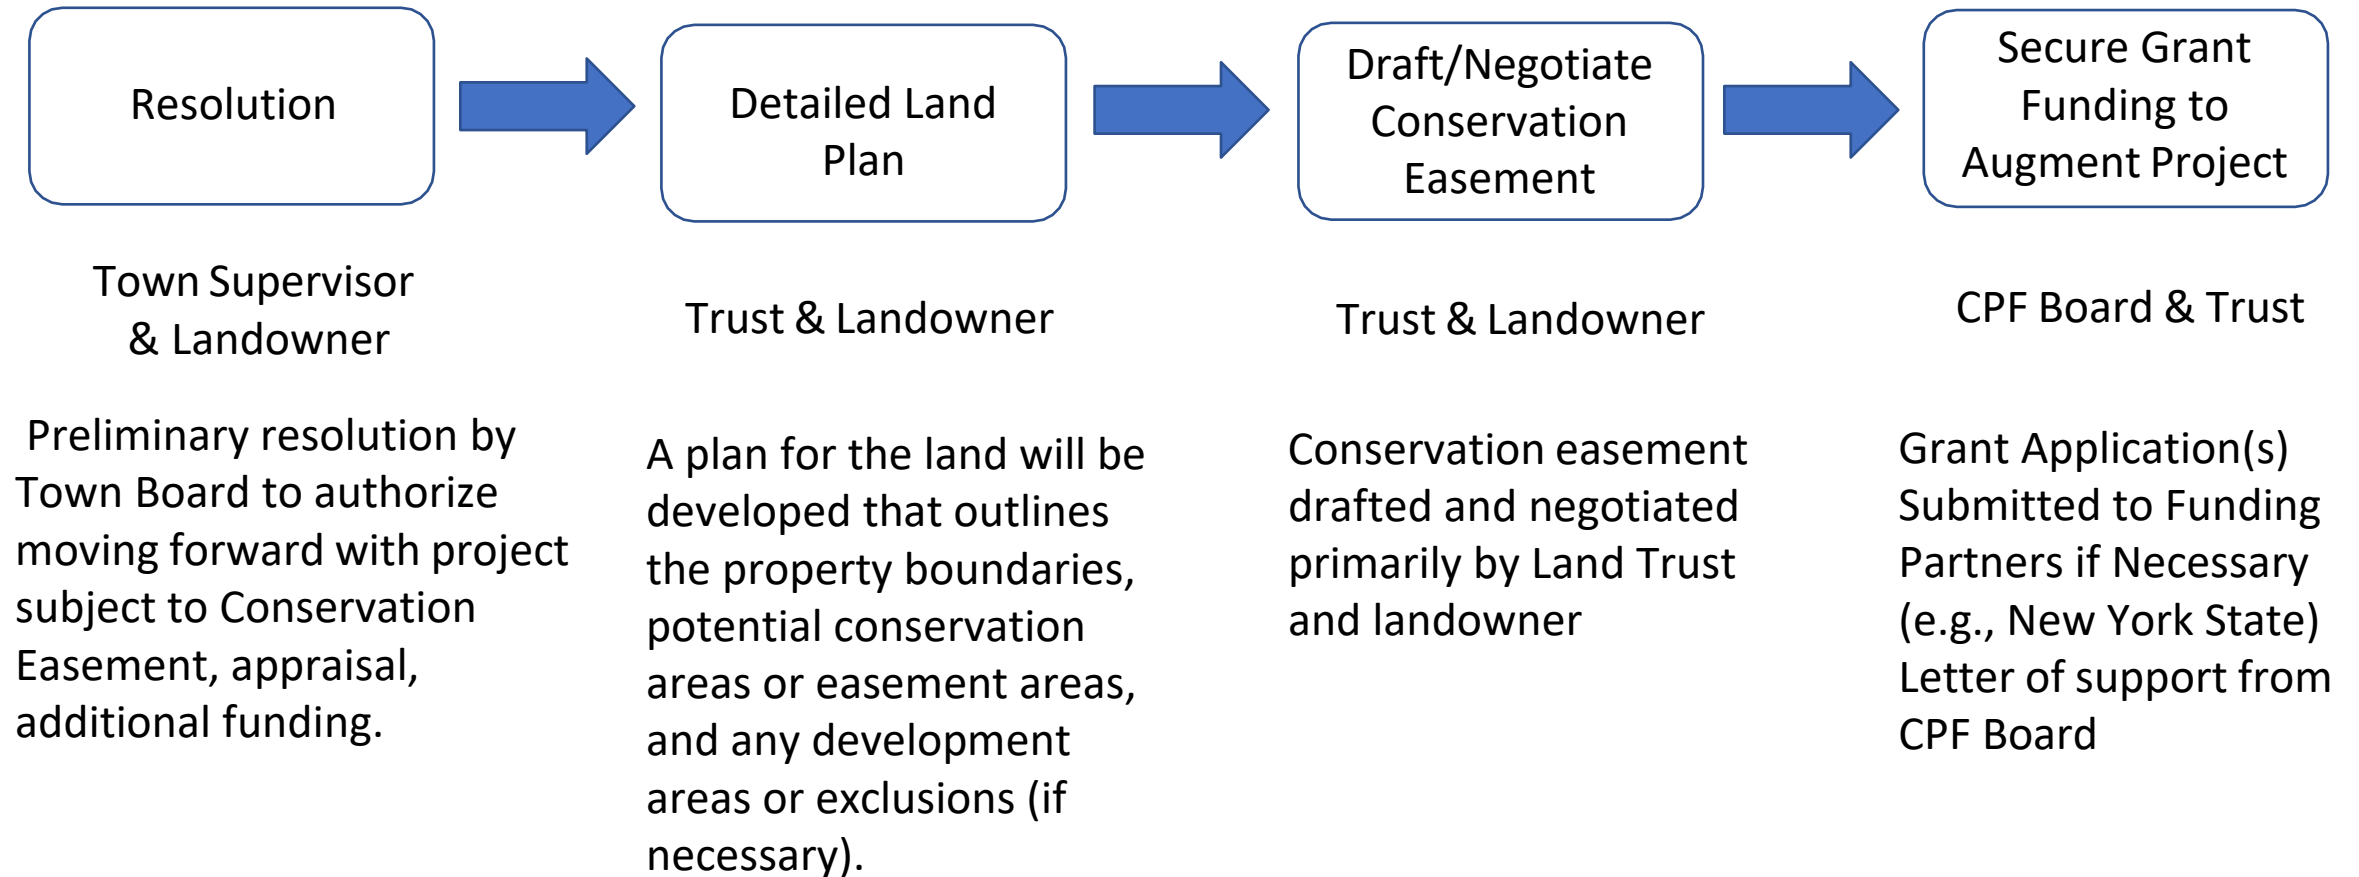 Resolution
Town Supervisor
& Landowner
Preliminary resolution by
Town Board to authorize
moving forward with project
subject to Conservation
Easement, appraisal,
additional funding.
Detailed Land
Plan
Trust & Landowner
A plan for the land will be
developed that outlines
the property boundaries,
potential conservation
areas or easement areas,
and any development
areas or exclusions (if
necessary).
Draft/Negotiate
Conservation
Easement
Trust & Landowner
Conservation easement
drafted and negotiated
primarily by Land Trust
and landowner
Secure Grant
Funding to
Augment Project
CPF Board & Trust
Grant Application(s)
Submitted to Funding
Partners if Necessary
(e.g., New York State)
Letter of support from
CPF Board